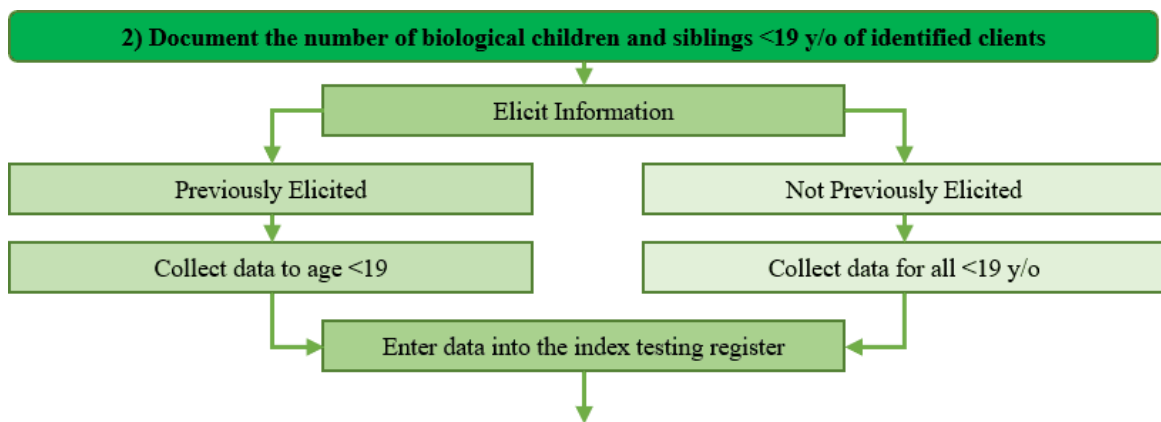 2) Document the number of biological children and siblings <19 y/o of identified clients
Elicit Information
Previously Elicited
Not Previously Elicited
Collect data to age <19
Collect data for all <19 y/o
Enter data into the index testing register